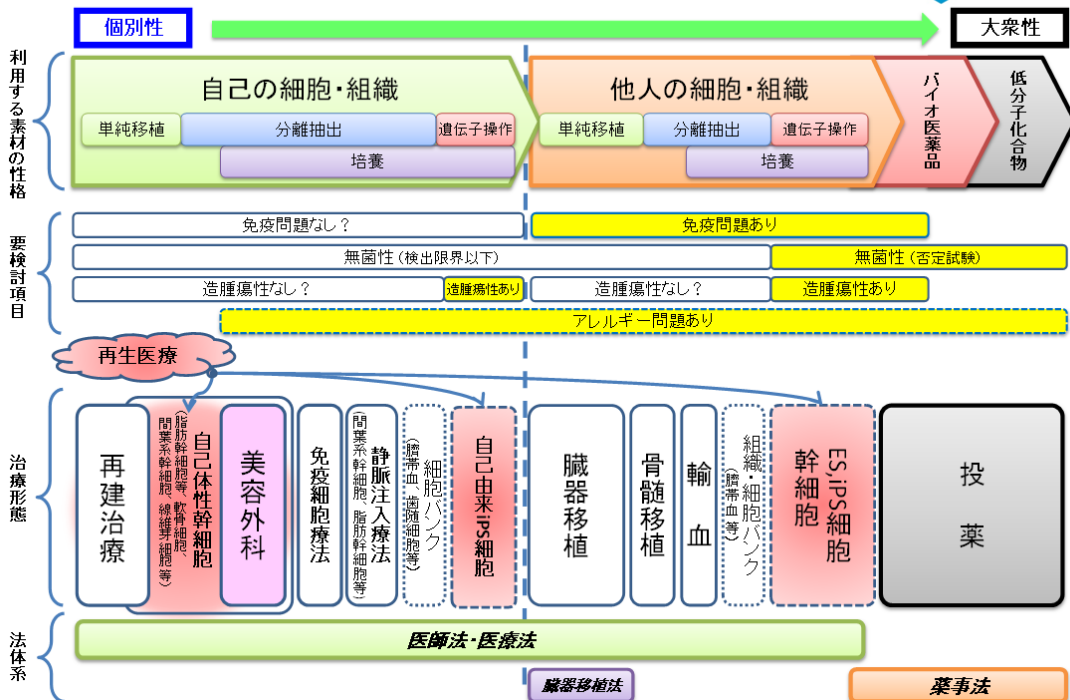 個別性
大衆性
利用する素材の性格
自己の細胞・組織
単純移植
分離抽出
遺伝子操作
培養
他人の細胞・組織
単純移植
分離抽出
遺伝子操作
培養
バイオ医薬品
低分子化合物
要検討項目
免疫問題なし？
免疫問題あり
無菌性（検出限界以下）
無菌性（否定試験）
造腫瘍性なし？
造腫瘍性あり
造腫瘍性なし？
造腫瘍性あり
アレルギー問題あり
再生医療
治療形態
再建治療
自己体性幹細胞
（脂肪幹細胞等、軟骨細胞、
間葉系幹細胞、線維芽細胞等）
美容外科
免疫細胞療法
静脈注入療法
（間葉系幹細胞、脂肪幹細胞等）
細胞バンク
（臍帯血、歯随細胞等）
自己由来iPS細胞
臓器移植
骨髄移植
輸血
組織・細胞バンク
（臍帯血等）
ES,iPS細胞
幹細胞
投薬
法体系
医師法・医療法
臓器移植法
薬事法